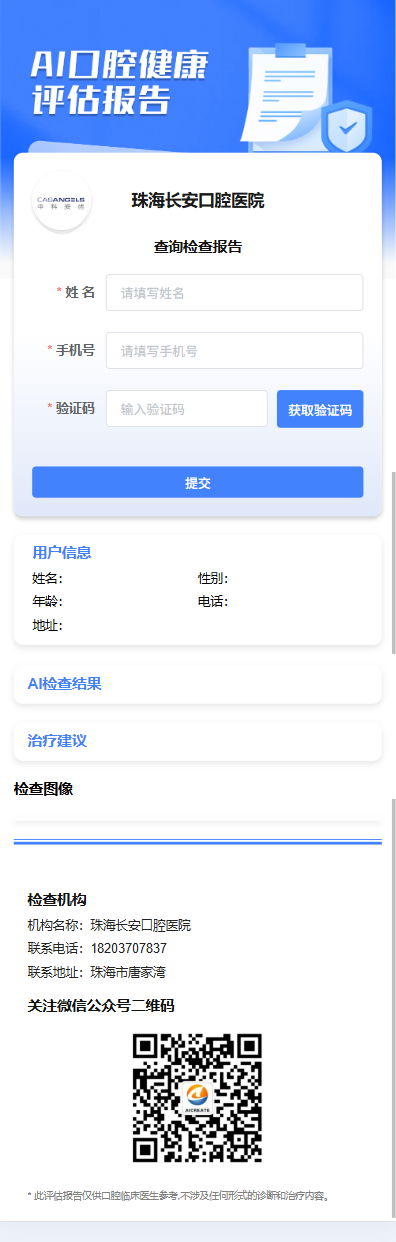 AI口腔健康
评估报告
CASANGELS
中科爱倍
珠海长安口腔医院
查询检查报告
* 姓 名
请填写姓名
* 手机号
请填写手机号
* 验证码
输入验证码
获取验证码
提交
用户信息
姓名：
性别：
年龄：
电话：
地址：
AI检查结果
治疗建议
检查图像
检查机构
机构名称：珠海长安口腔医院
联系电话：18203707837
联系地址：珠海市唐家湾
关注微信公众号二维码
AICREATE
* 此评估报告仅供口腔临床医生参考,不涉及任何形式的诊断和治疗内容。